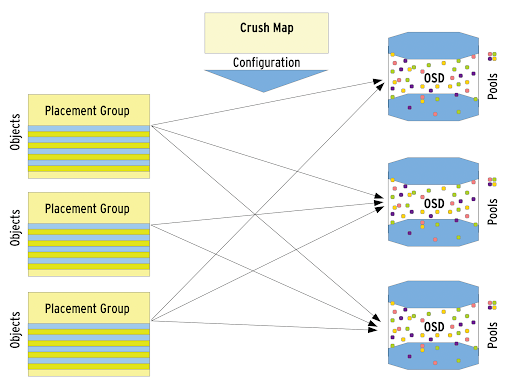 Crush Map
Configuration
Objects
Placement Group
Objects
Placement Group
Objects
Placement Group
OSD
Pools
OSD
Pools
OSD
Pools